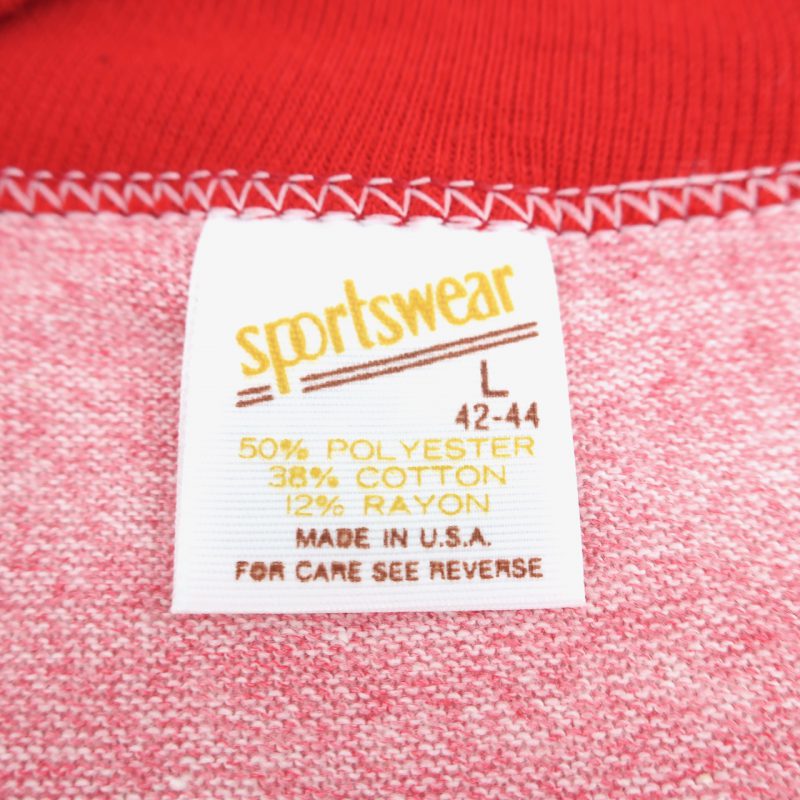 sportswear
L
42-44
50% POLYESTER
38% COTTON
12% RAYON
MADE IN U.S.A.
FOR CARE SEE REVERSE